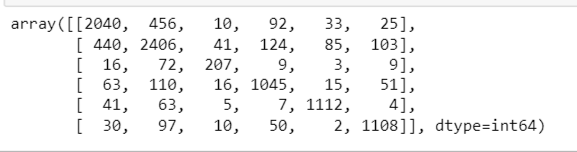 array([[2040, 456, 10, 92, 33, 25],
[ 440, 2406, 41, 124, 85, 103],
[ 16, 72, 207, 9, 3, 9],
[ 63, 110, 16, 1045, 15, 51],
[ 41, 63, 5, 7, 1112, 4],
[ 30, 97, 10, 50, 2, 1108]], dtype=int64)